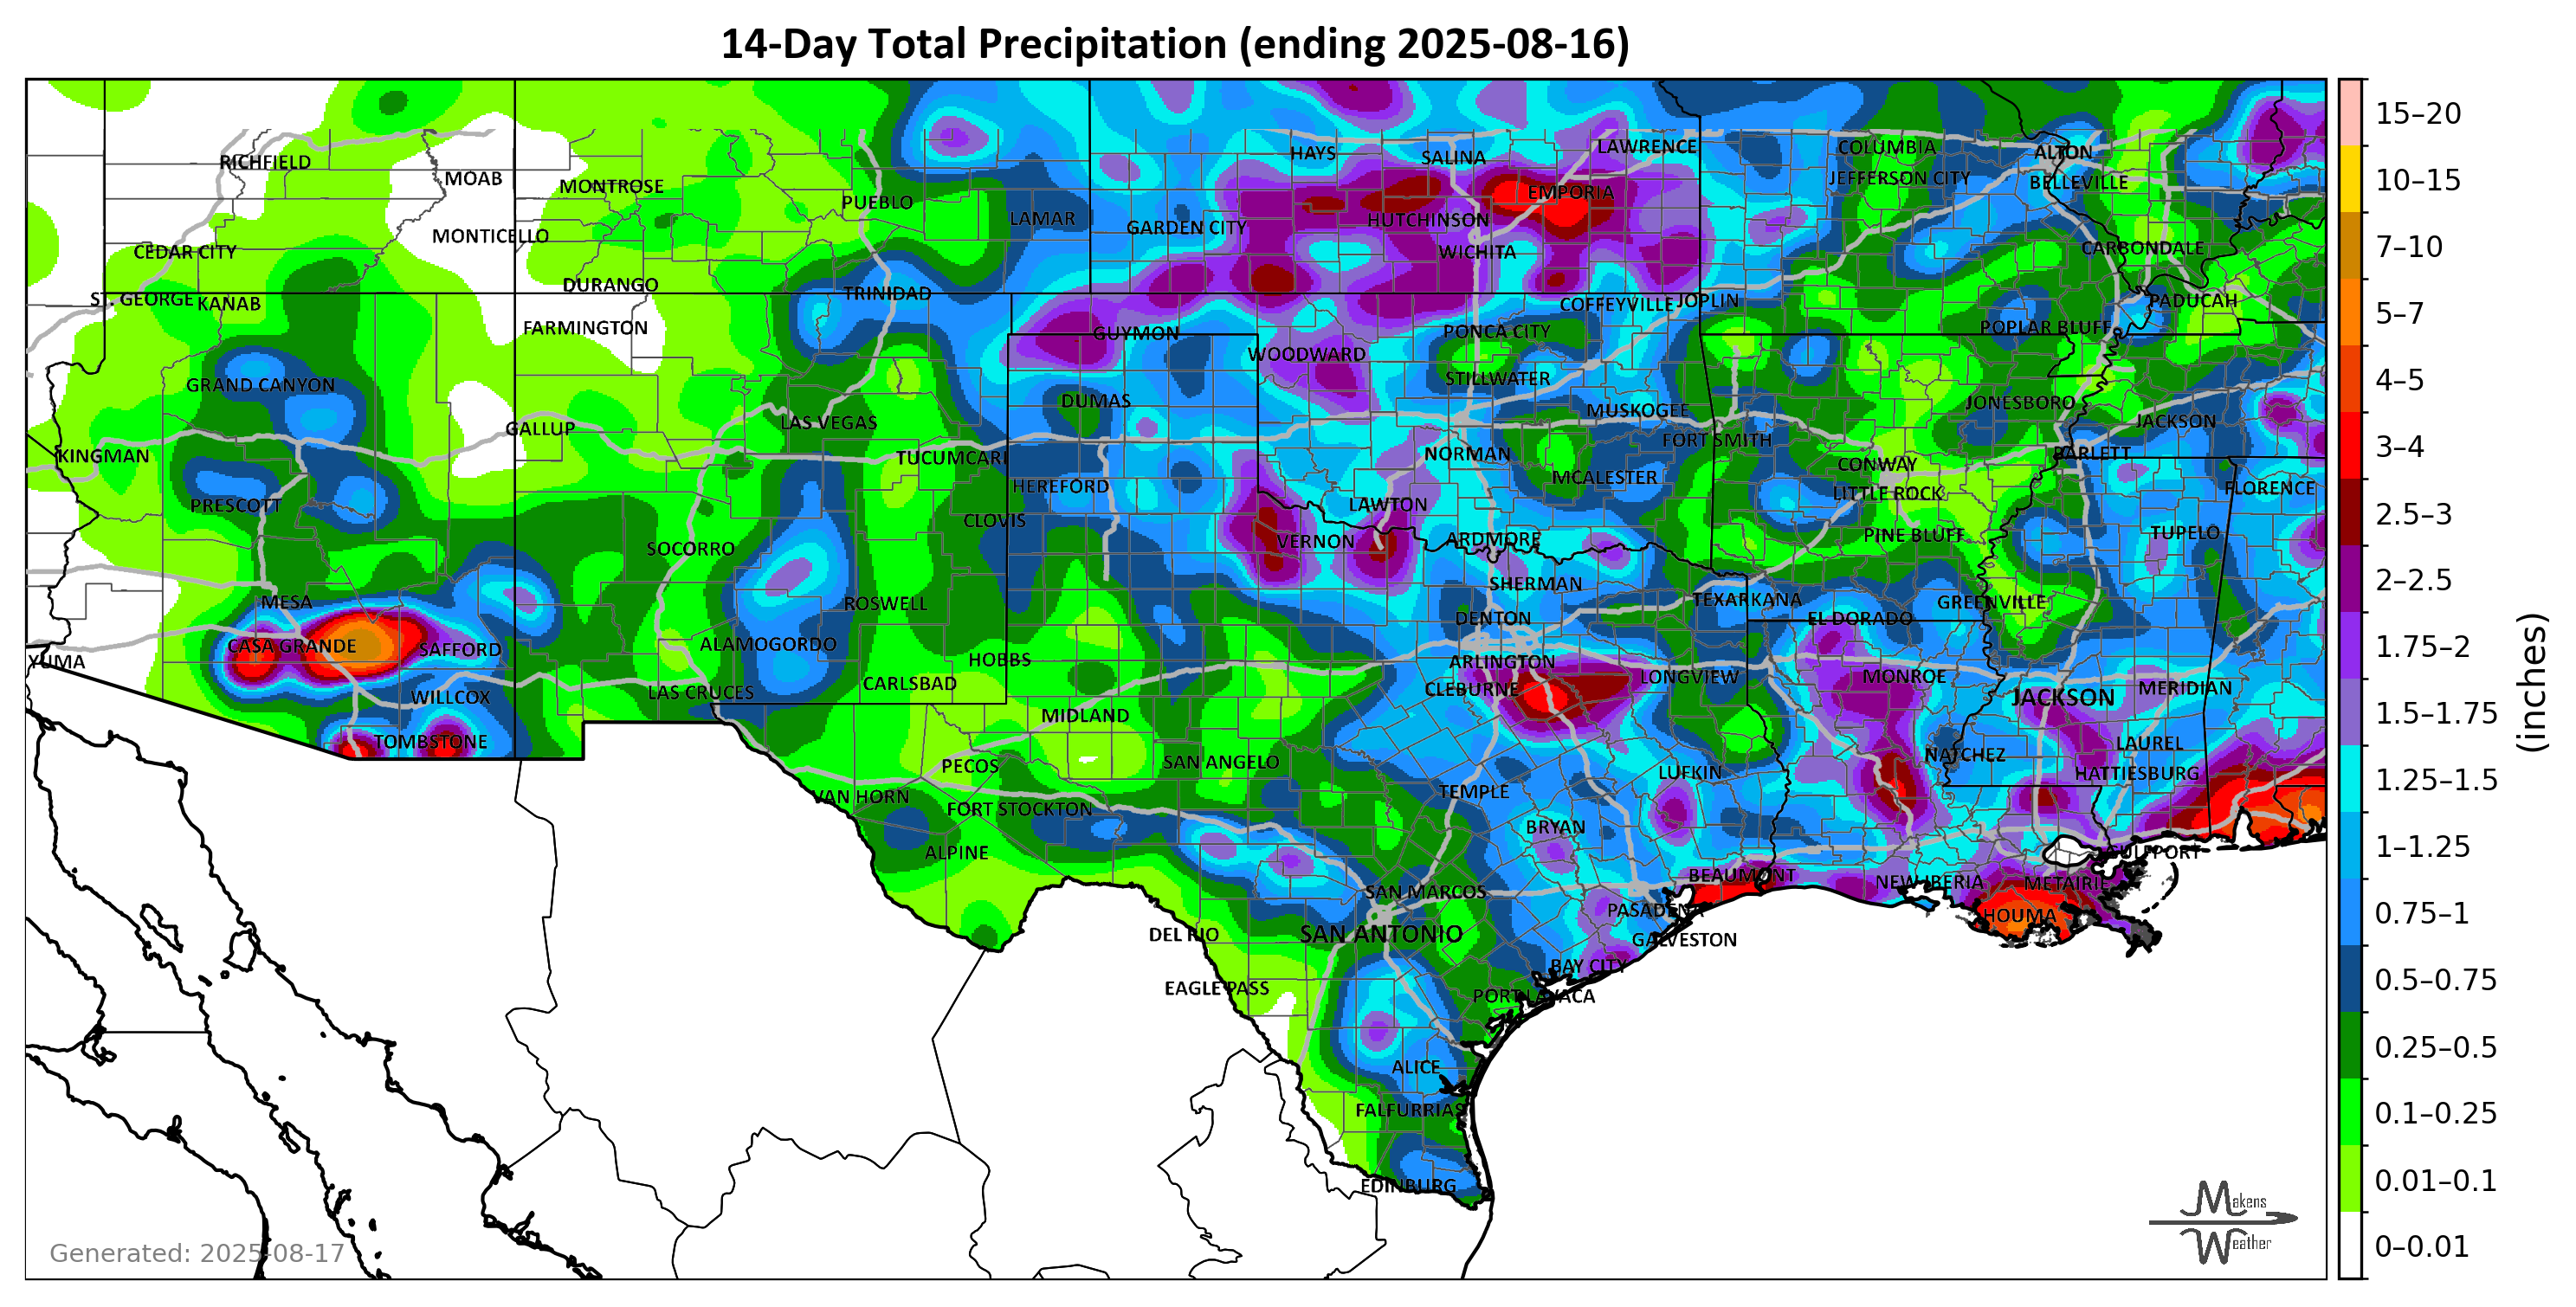 14-Day Total Precipitation (ending 2025-08-16)
HAYS
SALINA
LAWRENCE
COLUMBIA
ALTON
RICHFIELD
MOAB
MONTROSE
JEFFERSON CITY
BELLEVILLE
PUEBLO
EMPORIA
LAMAR
GARDEN CITY
HUTCHINSON
MONTICELLO
CEDAR CITY
WICHITA
CARBONDALE
DURANGO
TRINIDAD
ST. GEORGE
KANAB
COFFEYVILLE
JOPLIN
PADUCAH
FARMINGTON
GUYMON
PONCA CITY
POPLAR BLUFF
WOODWARD
GRAND CANYON
STILLWATER
DUMAS
MUSKOGEE
JONESBORO
JACKSON
LAS VEGAS
GALLUP
FORT SMITH
KINGMAN
TUCUMCARI
NORMAN
BARLETT
CONWAY
HEREFORD
MCALESTER
LITTLE ROCK
FLORENCE
PRESCOTT
LAWTON
CLOVIS
VERNON
ARDMORE
PINE BLUFF
TUPELO
SOCORRO
SHERMAN
MESA
ROSWELL
TEXARKANA
GREENVILLE
DENTON
EL DORADO
CASA GRANDE
SAFFORD
ALAMOGORDO
YUMA
HOBBS
ARLINGTON
CARLSBAD
CLEBURNE
LONGVIEW
MONROE
WILLCOX
LAS CRUCES
JACKSON
MERIDIAN
MIDLAND
TOMBSTONE
LAUREL
PECOS
SAN ANGELO
NATCHEZ
LUFKIN
HATTIESBURG
VAN HORN
FORT STOCKTON
TEMPLE
BRYAN
ALPINE
GULFPORT
SAN MARCOS
BEAUMONT
NEW IBERIA
METAIRIE
PASADENA
HOUMA
DEL RIO
SAN ANTONIO
GALVESTON
BAY CITY
EAGLE PASS
PORT LAVACA
ALICE
FALFURRIAS
EDINBURG
Makens
Weather
Generated: 2025-08-17
15–20
10–15
7–10
5–7
4–5
3–4
2.5–3
2–2.5
1.75–2
1.5–1.75
1.25–1.5
1–1.25
0.75–1
0.5–0.75
0.25–0.5
0.1–0.25
0.01–0.1
0–0.01
(inches)